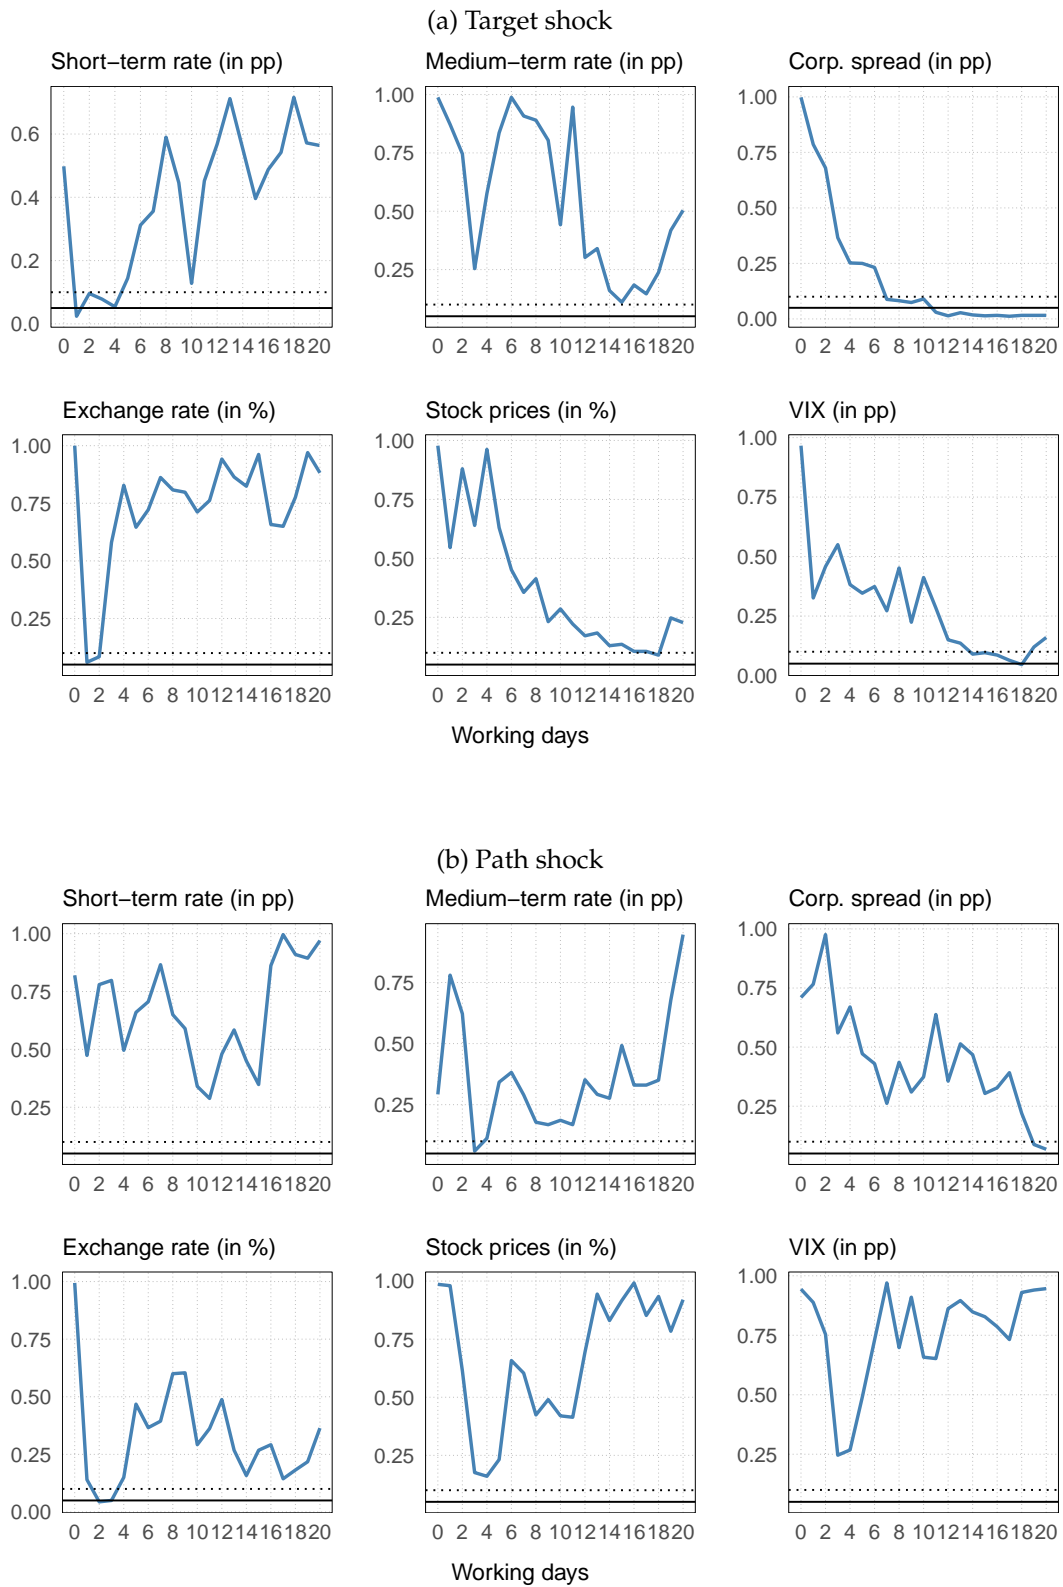 (a) Target shock
Short−term rate (in pp)
Medium−term rate (in pp)
Corp. spread (in pp)
0.6
0.4
0.2
0.0
0 2 4 6 8 10 12 14 16 18 20
1.00
0.75
0.50
0.25
0 2 4 6 8 10 12 14 16 18 20
1.00
0.75
0.50
0.25
0.00
0 2 4 6 8 10 12 14 16 18 20
Exchange rate (in %)
Stock prices (in %)
VIX (in pp)
1.00
0.75
0.50
0.25
0 2 4 6 8 10 12 14 16 18 20
1.00
0.75
0.50
0.25
0 2 4 6 8 10 12 14 16 18 20
1.00
0.75
0.50
0.25
0.00
0 2 4 6 8 10 12 14 16 18 20
Working days
(b) Path shock
Short−term rate (in pp)
Medium−term rate (in pp)
Corp. spread (in pp)
1.00
0.75
0.50
0.25
0 2 4 6 8 10 12 14 16 18 20
0.75
0.50
0.25
0 2 4 6 8 10 12 14 16 18 20
1.00
0.75
0.50
0.25
0 2 4 6 8 10 12 14 16 18 20
Exchange rate (in %)
Stock prices (in %)
VIX (in pp)
1.00
0.75
0.50
0.25
0.00
0 2 4 6 8 10 12 14 16 18 20
1.00
0.75
0.50
0.25
0 2 4 6 8 10 12 14 16 18 20
1.00
0.75
0.50
0.25
0 2 4 6 8 10 12 14 16 18 20
Working days